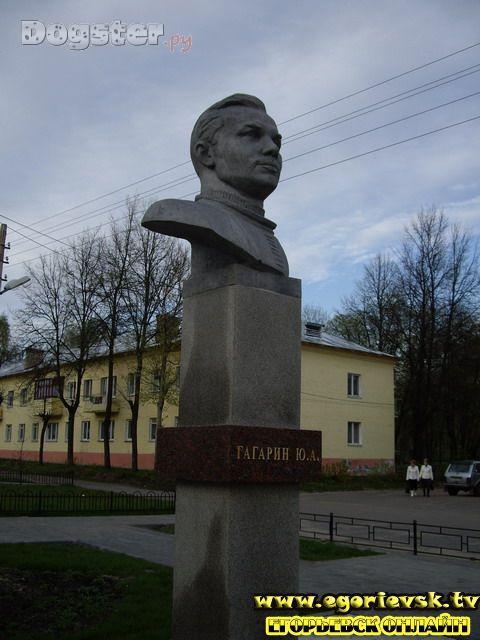 Dogster.ру
ГАГАРИН Ю.А.
www.egorievsk.tv
ЕГОРЬЕВСК ОНЛАЙН